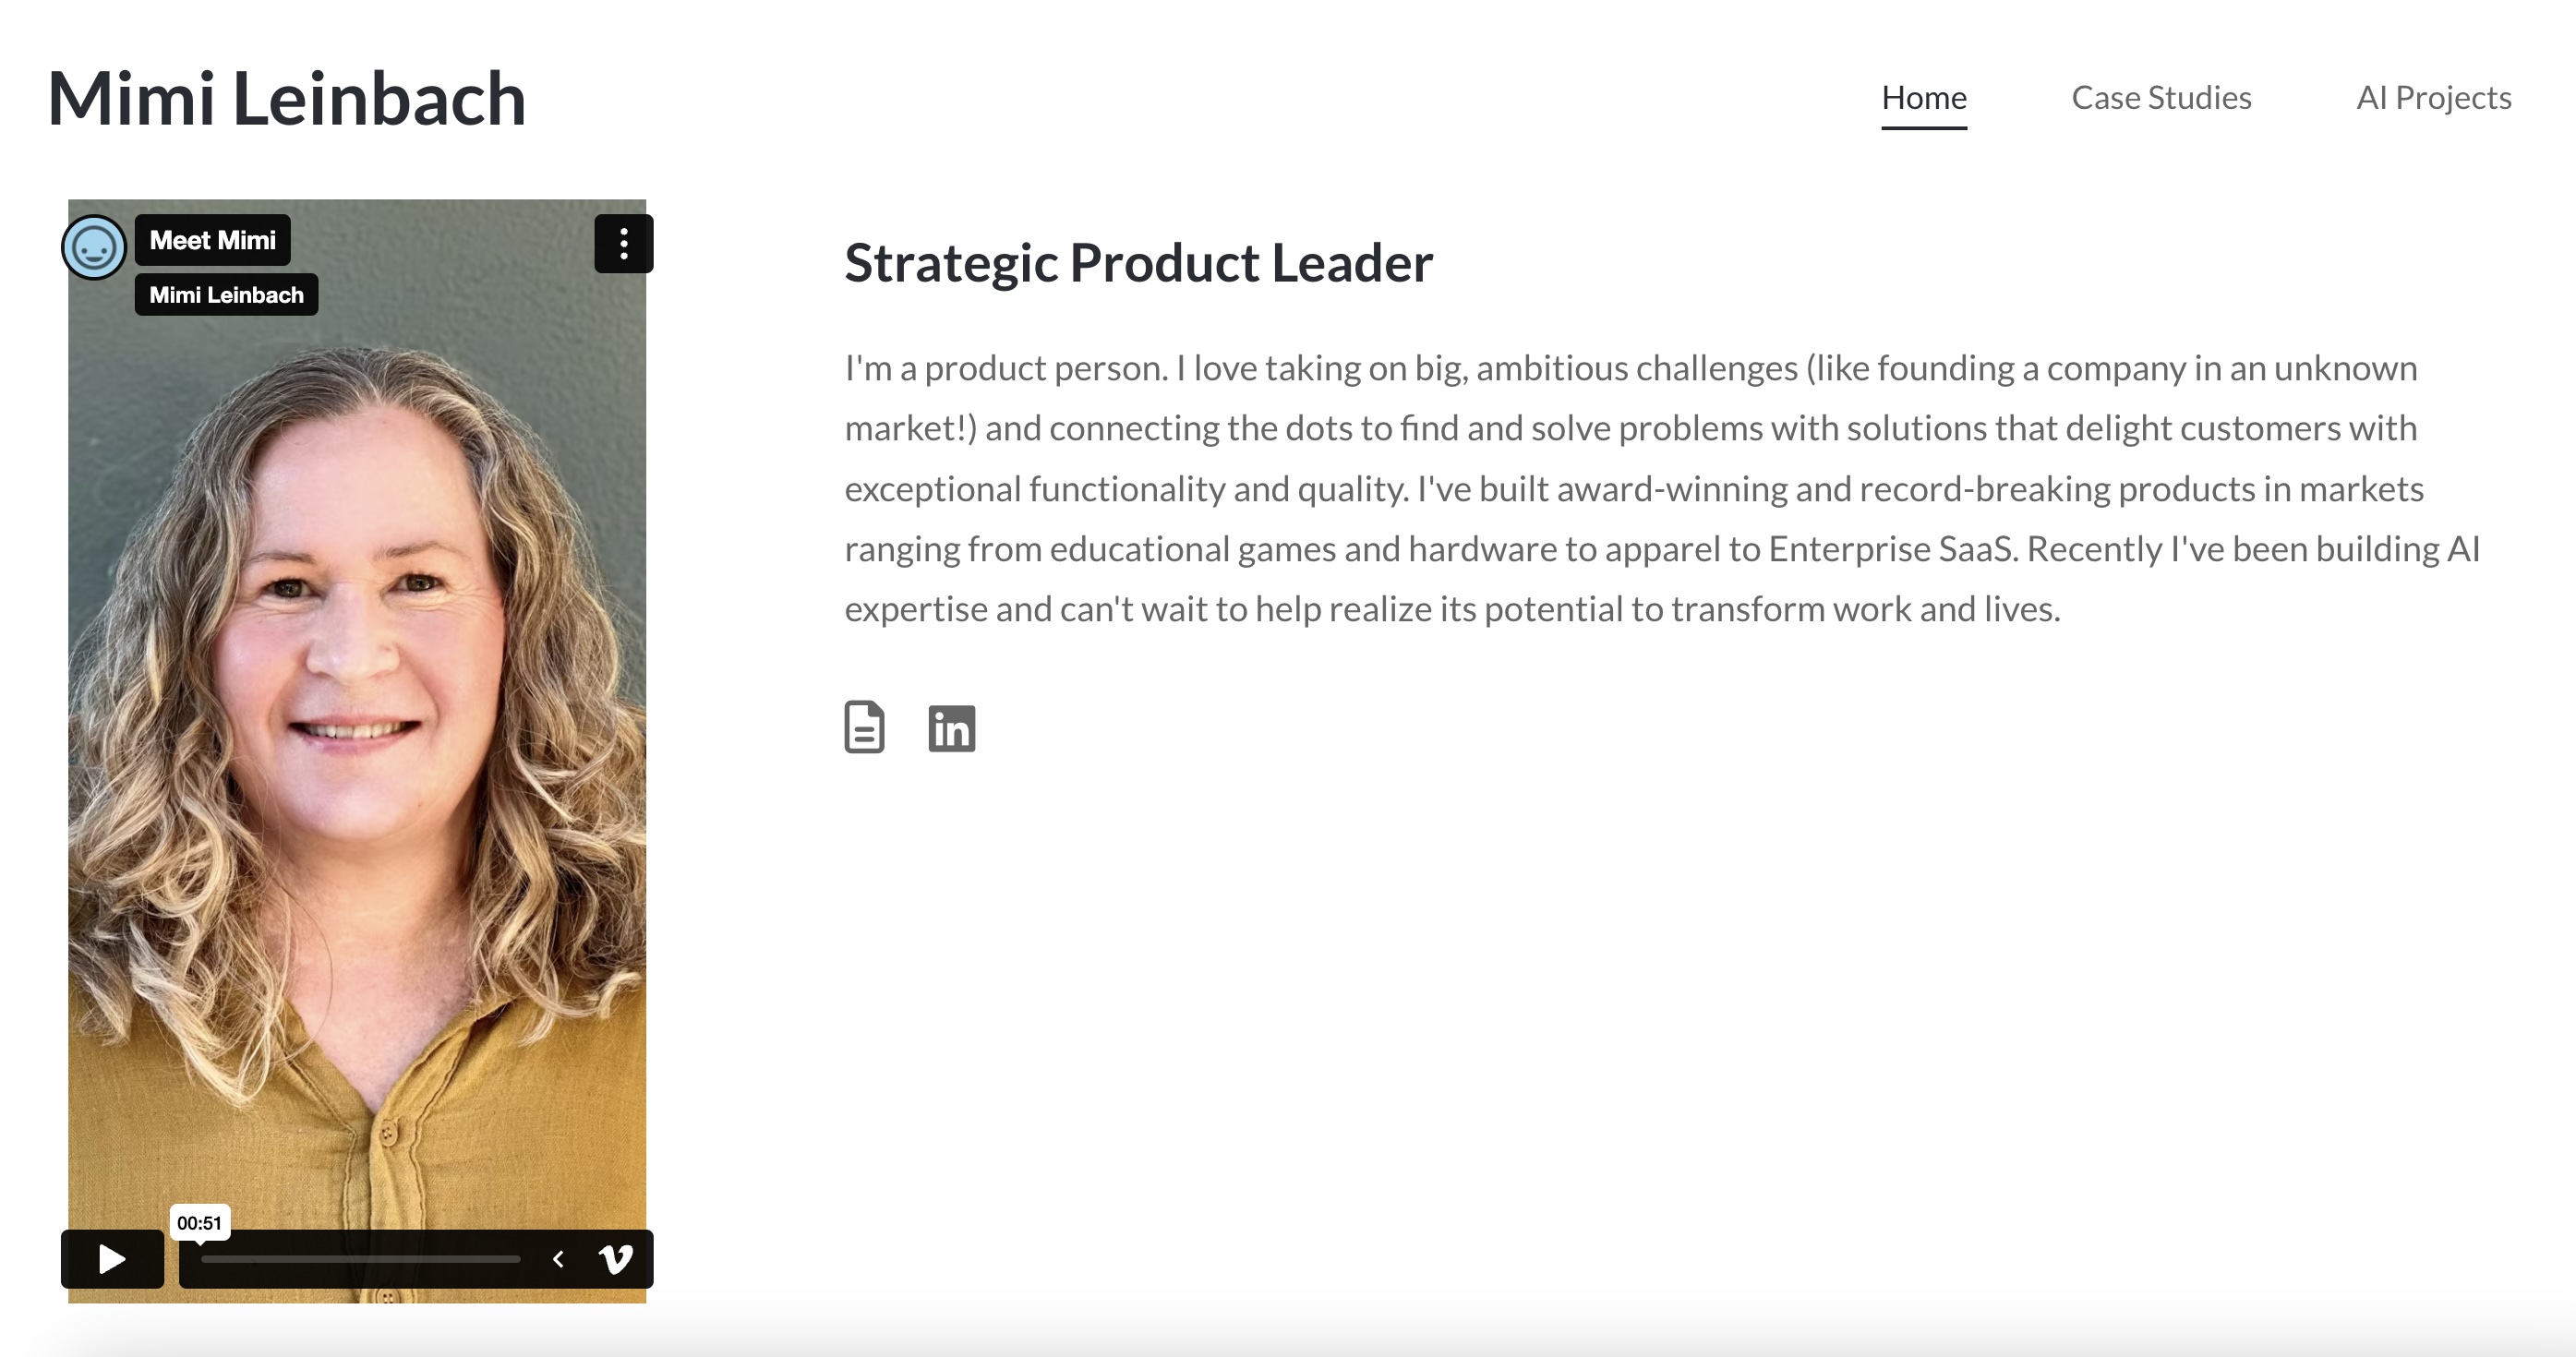 Mimi Leinbach
Home
Case Studies
AI Projects
Meet Mimi
Mimi Leinbach
Strategic Product Leader
I'm a product person. I love taking on big, ambitious challenges (like founding a company in an unknown
market!) and connecting the dots to find and solve problems with solutions that delight customers with
exceptional functionality and quality. I've built award-winning and record-breaking products in markets
ranging from educational games and hardware to apparel to Enterprise SaaS. Recently I've been building AI
expertise and can't wait to help realize its potential to transform work and lives.
in
00:51